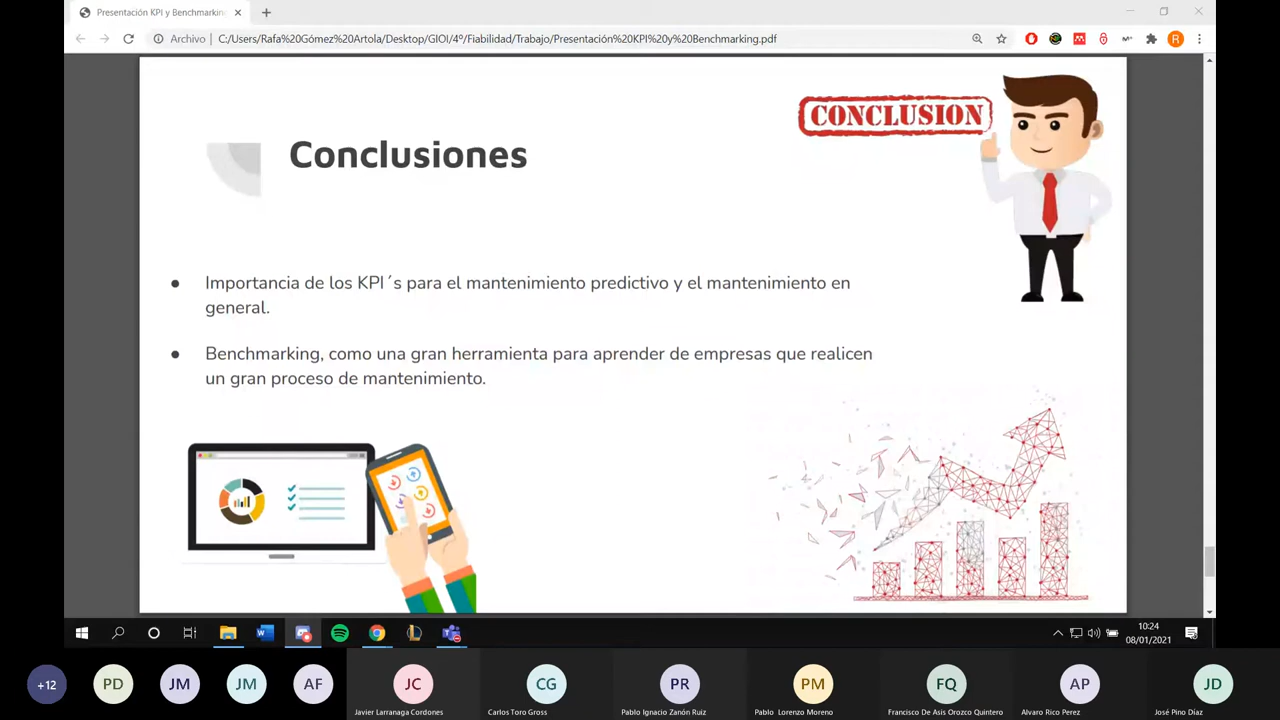 Presentación KPI y Benchmarking
Archivo
C:/Users/Rafa%20Gómez%20Artola/Desktop/GIOI/4º/Fiabilidad/Trabajo/Presentación%20KPI%20y%20Benchmarking.pdf
R
CONCLUSION
Conclusiones
● Importancia de los KPI´s para el mantenimiento predictivo y el mantenimiento en
general.
● Benchmarking, como una gran herramienta para aprender de empresas que realicen
un gran proceso de mantenimiento.
10:24
08/01/2021
+12
PD
JM
JM
AF
JC
CG
PR
PM
FQ
AP
JD
Javier Larranaga Cordones
Carlos Toro Gross
Pablo Ignacio Zanón Ruiz
Pablo Lorenzo Moreno
Francisco De Asis Orozco Quintero
Alvaro Rico Perez
José Pino Díaz